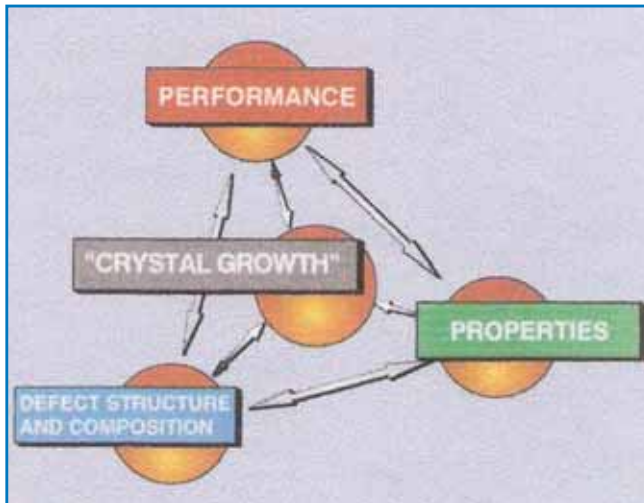 PERFORMANCE
"CRYSTAL GROWTH"
PROPERTIES
DEFECT STRUCTURE
AND COMPOSITION